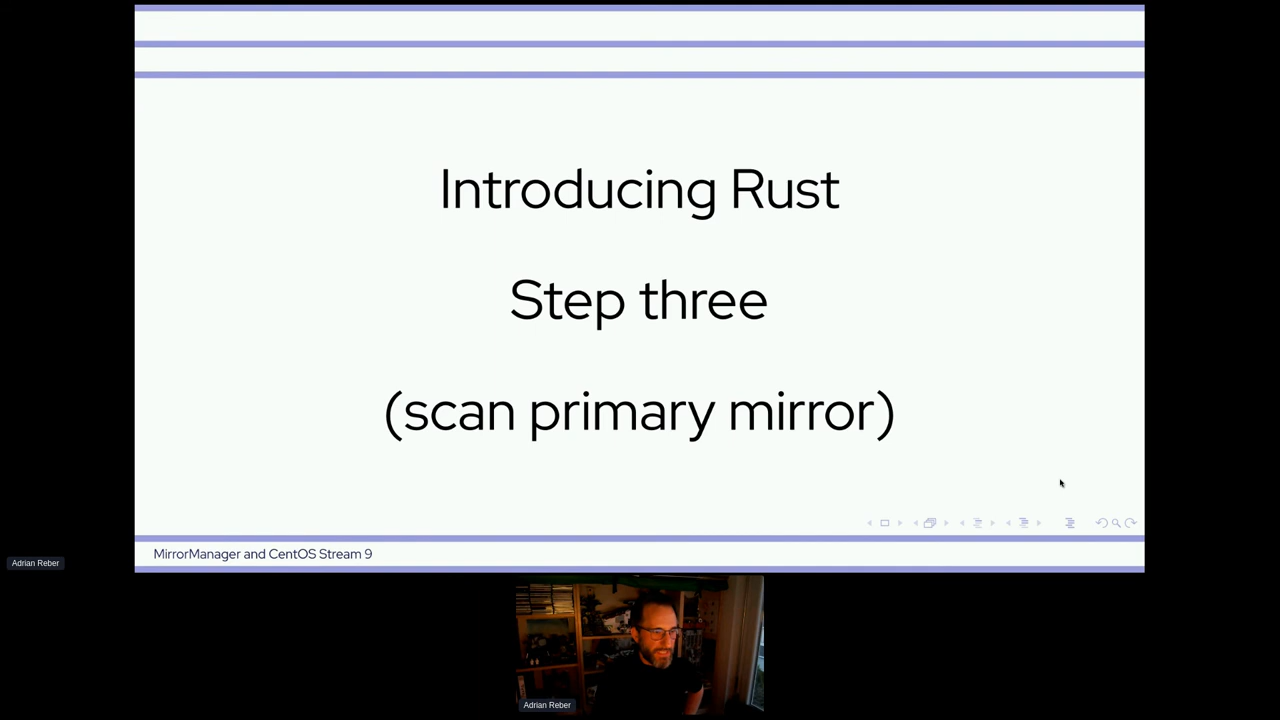 Introducing Rust
Step three
(scan primary mirror)
MirrorManager and CentOS Stream 9
Adrian Reber
Adrian Reber